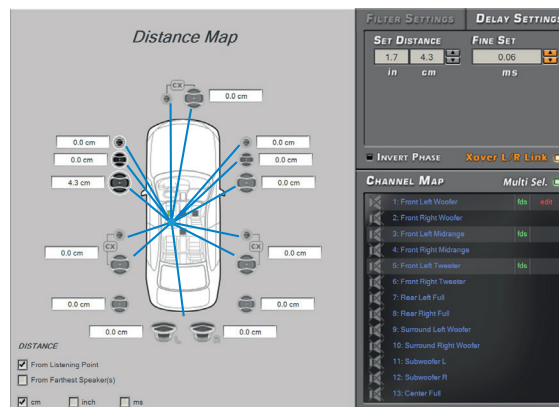 Distance Map
CX
0.0 cm
0.0 cm 0.0 cm
0.0 cm 0.0 cm
4.3 cm 0.0 cm
CX CX
0.0 cm 0.0 cm
0.0 cm 0.0 cm
0.0 cm L R 0.0 cm
DISTANCE
From Listening Point
From Farthest Speaker(s)
cm inch ms
FILTER SETTINGS DELAY SETTINGS
SET DISTANCE FINE SET
1.7 4.3 0.06
in cm ms
INVERT PHASE Xover L/R Link
CHANNEL MAP Multi Sel.
1: Front Left Woofer fds edit
2: Front Right Woofer
3: Front Left Midrange fds
4: Front Right Midrange
5: Front Left Tweeter fds
6: Front Right Tweeter
7: Rear Left Full
8: Rear Right Full
9: Surround Left Woofer
10: Surround Right Woofer
11: Subwoofer L
12: Subwoofer R
13: Center Full